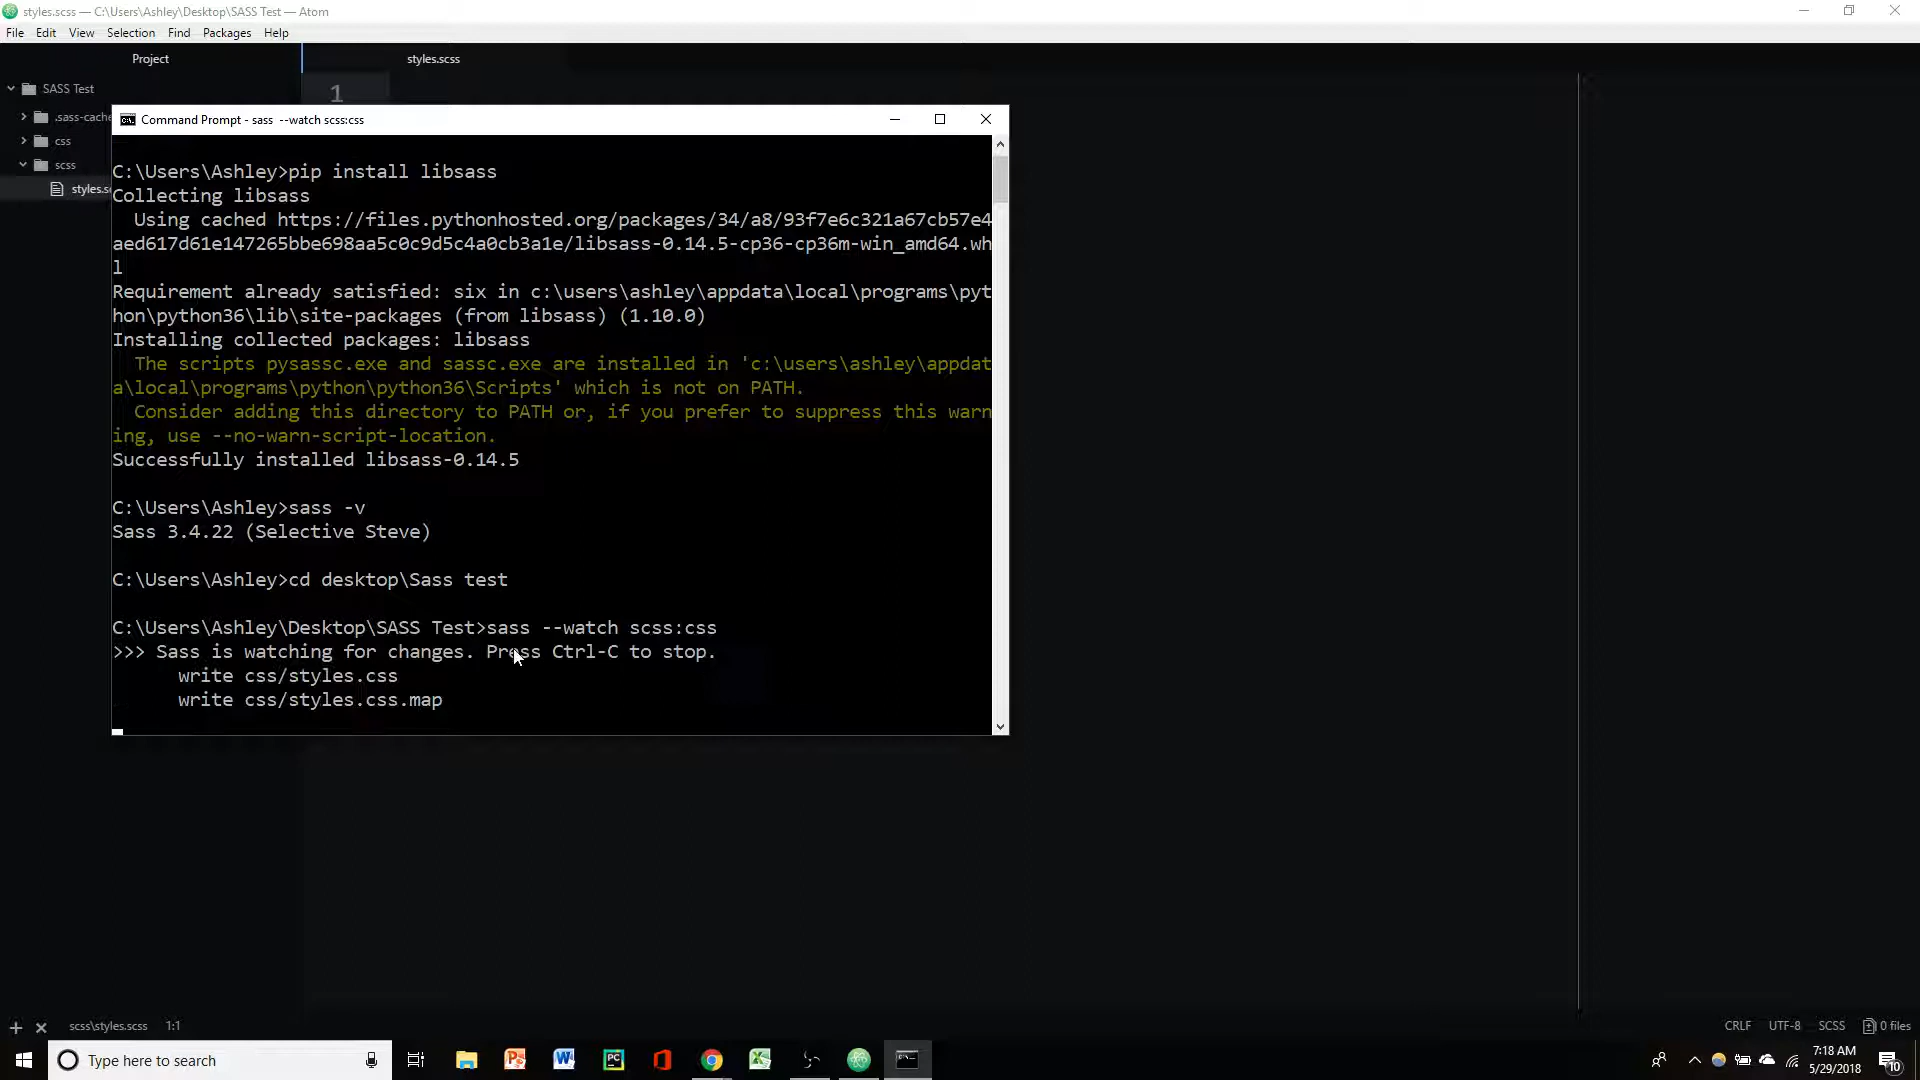 styles.scss — C:\Users\Ashley\Desktop\SASS Test — Atom
File Edit View Selection Find Packages Help
Project
styles.scss
SASS Test
1
.sass-cache
css
scss
styles.sc
Command Prompt - sass --watch scss:css
C:\Users\Ashley>pip install libsass
Collecting libsass
Using cached https://files.pythonhosted.org/packages/34/a8/93f7e6c321a67cb57e4
aed617d61e147265bbe698aa5c0c9d5c4a0cb3a1e/libsass-0.14.5-cp36-cp36m-win_amd64.wh
l
Requirement already satisfied: six in c:\users\ashley\appdata\local\programs\pyt
hon\python36\lib\site-packages (from libsass) (1.10.0)
Installing collected packages: libsass
The scripts pysassc.exe and sassc.exe are installed in 'c:\users\ashley\appdat
a\local\programs\python\python36\Scripts' which is not on PATH.
Consider adding this directory to PATH or, if you prefer to suppress this warn
ing, use --no-warn-script-location.
Successfully installed libsass-0.14.5
C:\Users\Ashley>sass -v
Sass 3.4.22 (Selective Steve)
C:\Users\Ashley>cd desktop\Sass test
C:\Users\Ashley\Desktop\SASS Test>sass --watch scss:css
>>> Sass is watching for changes. Press Ctrl-C to stop.
write css/styles.css
write css/styles.css.map
scss\styles.scss 1:1
CRLF UTF-8 SCSS 0 files
Type here to search
7:18 AM
5/29/2018
10